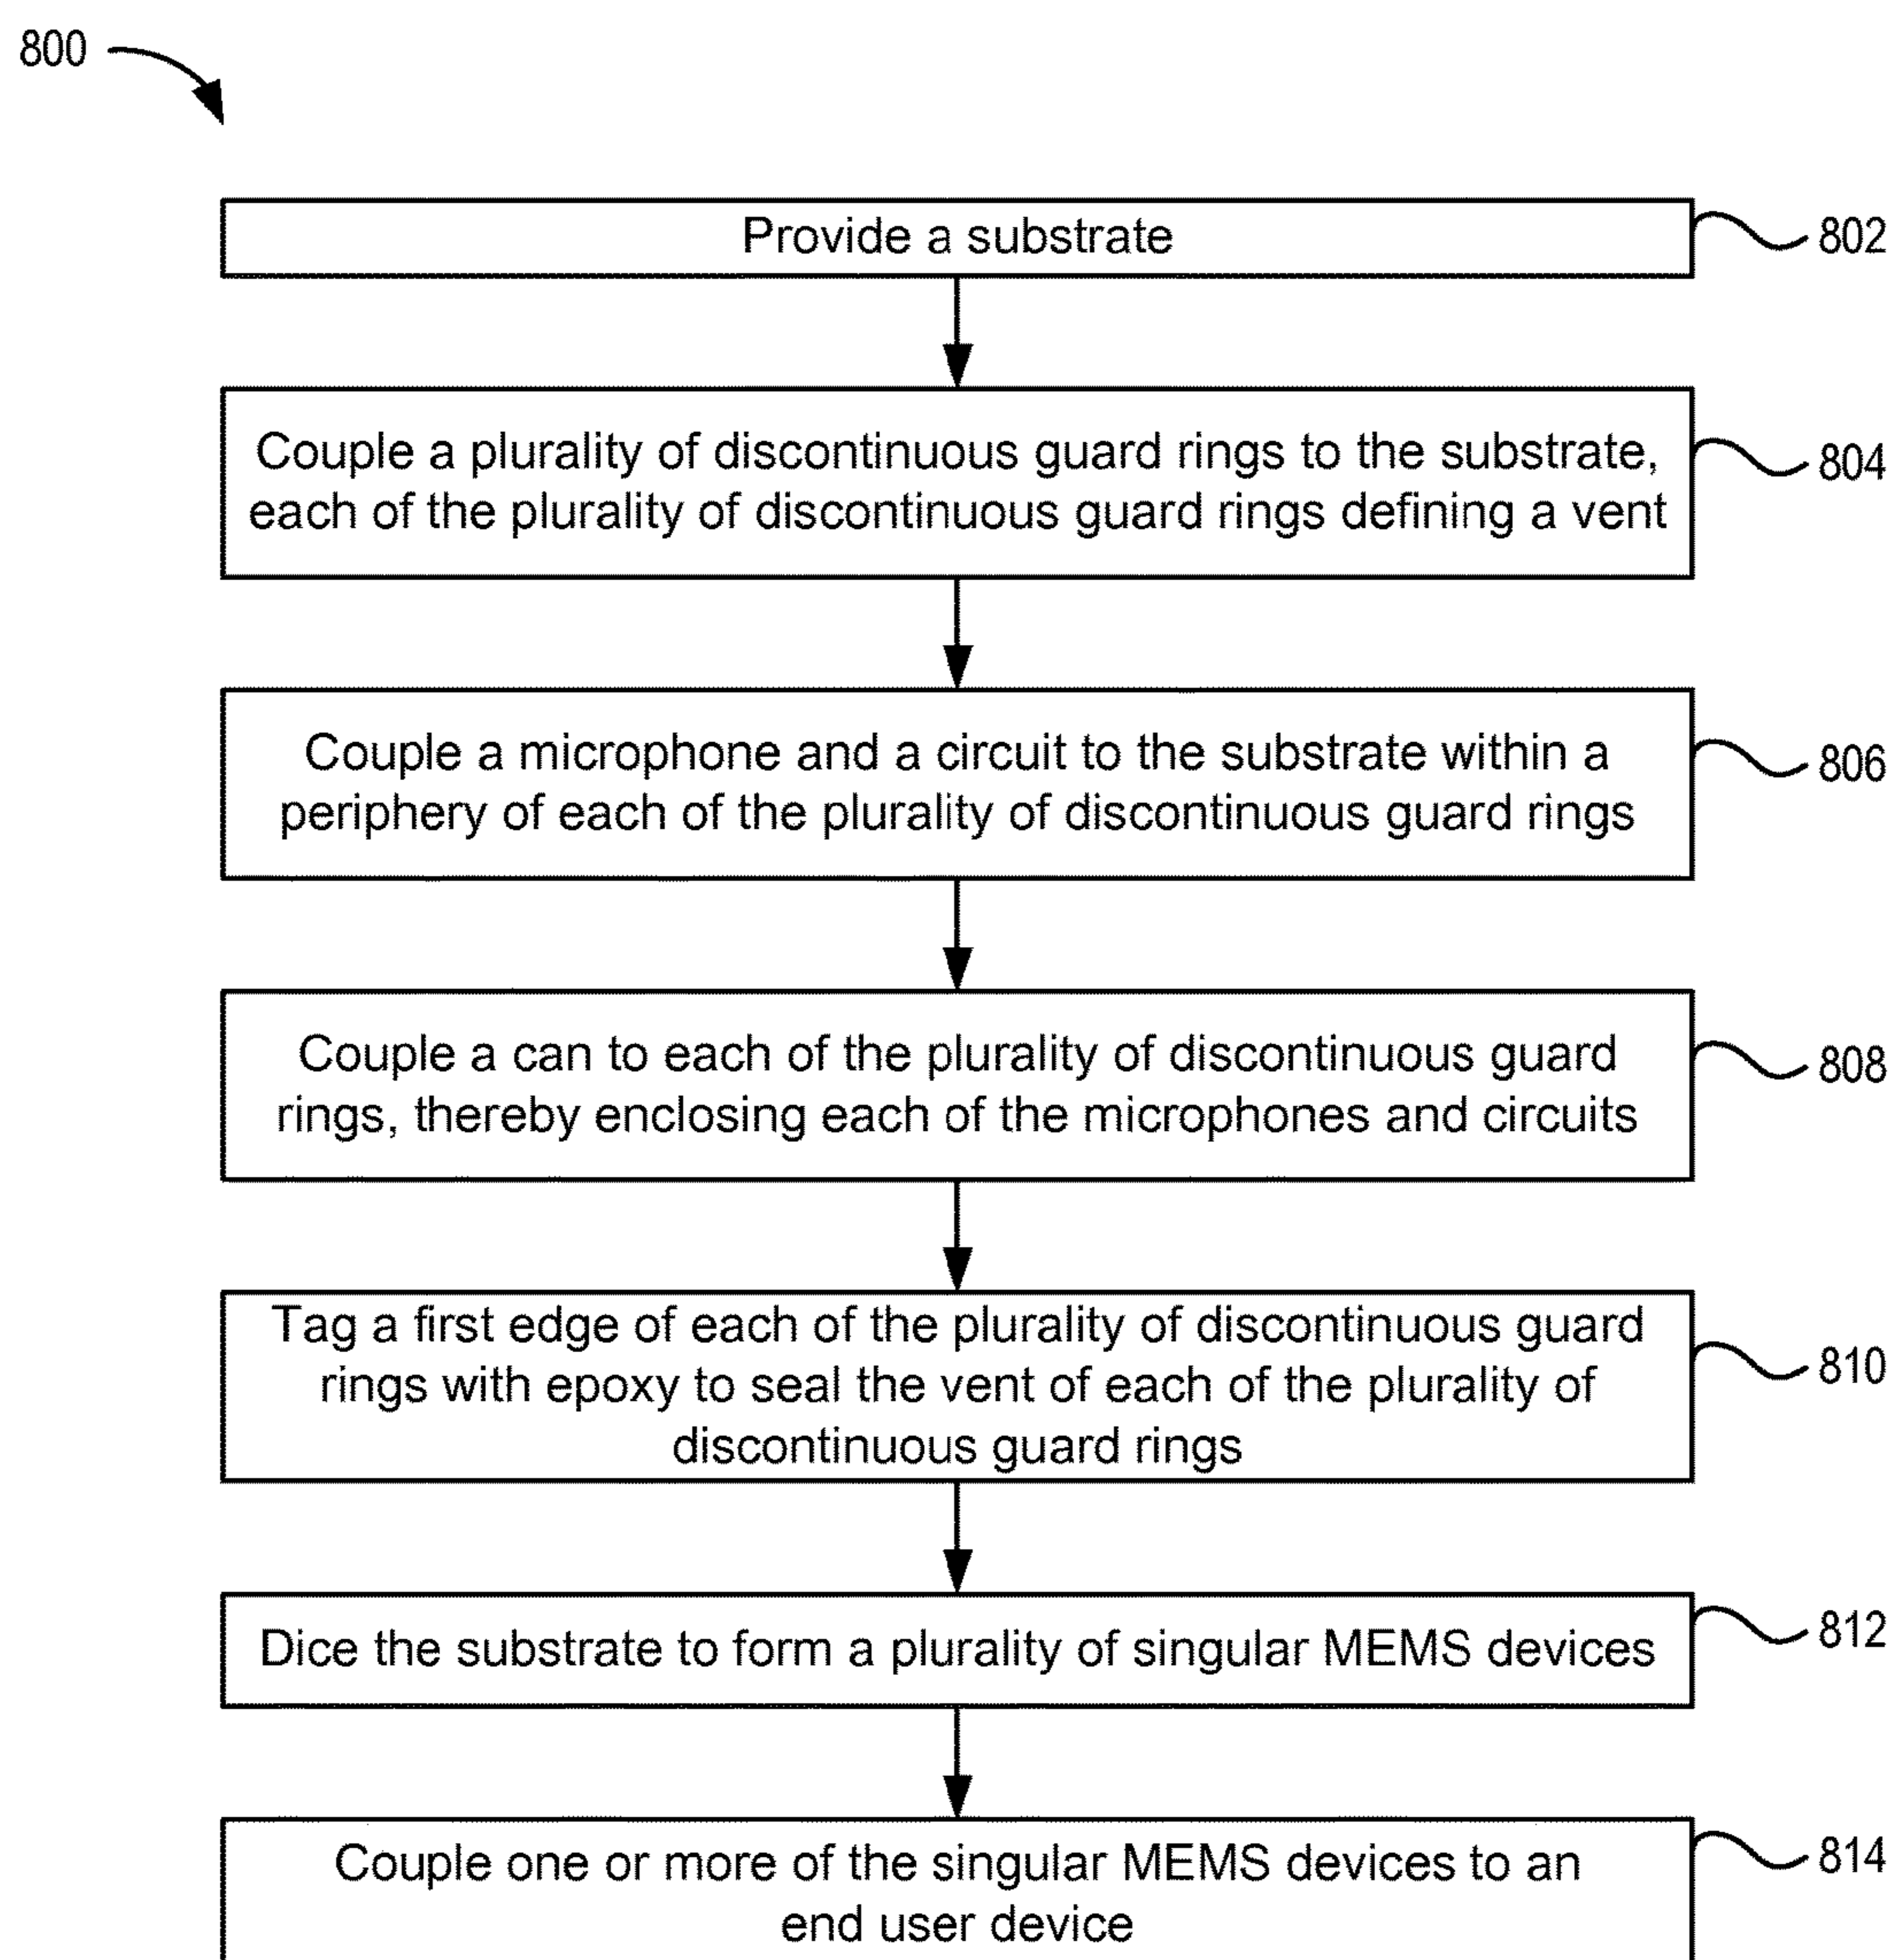 800
Provide a substrate
802
Couple a plurality of discontinuous guard rings to the substrate,
each of the plurality of discontinuous guard rings defining a vent
804
Couple a microphone and a circuit to the substrate within a
periphery of each of the plurality of discontinuous guard rings
806
Couple a can to each of the plurality of discontinuous guard
rings, thereby enclosing each of the microphones and circuits
808
Tag a first edge of each of the plurality of discontinuous guard
rings with epoxy to seal the vent of each of the plurality of
discontinuous guard rings
810
Dice the substrate to form a plurality of singular MEMS devices
812
Couple one or more of the singular MEMS devices to an
end user device
814